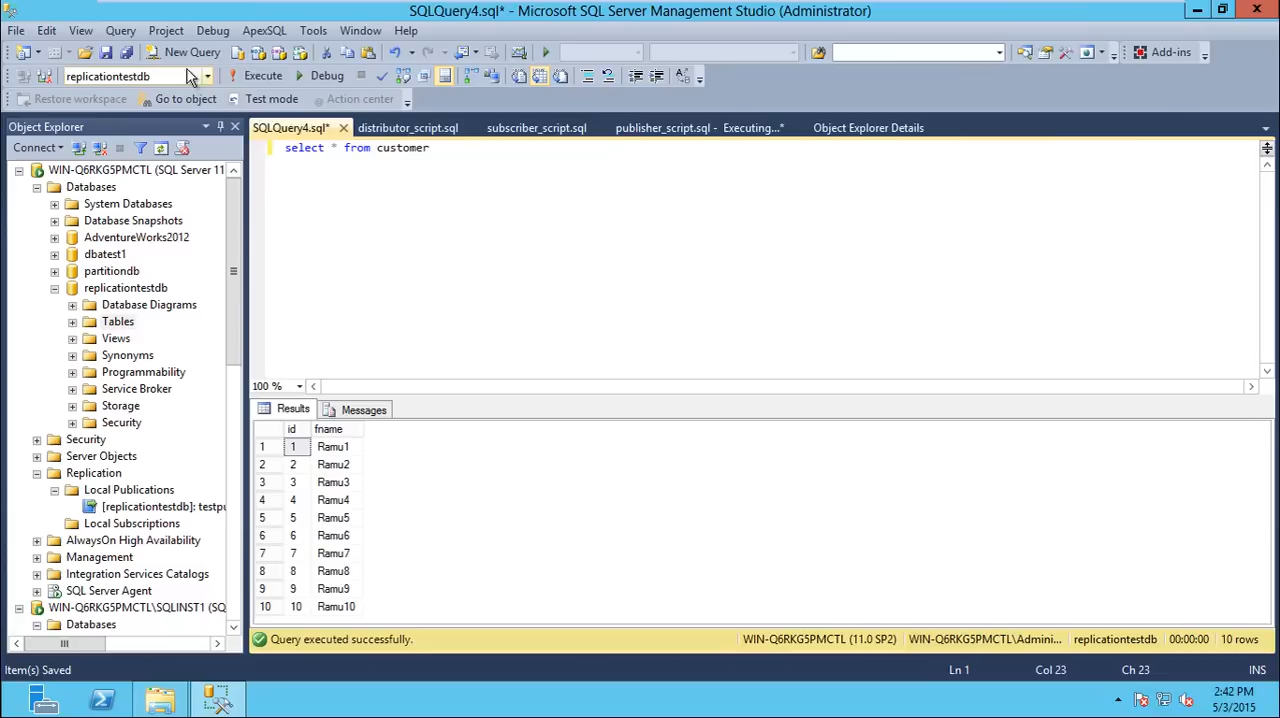 SQLQuery4.sql* - Microsoft SQL Server Management Studio (Administrator)
File Edit View Query Project Debug ApexSQL Tools Window Help
New Query Add-ins
replicationtestdb Execute Debug
Restore workspace Go to object Test mode Action center
Object Explorer
Connect
WIN-Q6RKG5PMCTL (SQL Server 11
Databases
System Databases
Database Snapshots
AdventureWorks2012
dbatest1
partitiondb
replicationtestdb
Database Diagrams
Tables
Views
Synonyms
Programmability
Service Broker
Storage
Security
Security
Server Objects
Replication
Local Publications
[replicationtestdb]: testpu
Local Subscriptions
AlwaysOn High Availability
Management
Integration Services Catalogs
SQL Server Agent
WIN-Q6RKG5PMCTL\SQLINST1 (SQ
Databases
SQLQuery4.sql* distributor_script.sql subscriber_script.sql publisher_script.sql - Executing...* Object Explorer Details
select * from customer
100 %
Results Messages
id fname
1 1 Ramu1
2 2 Ramu2
3 3 Ramu3
4 4 Ramu4
5 5 Ramu5
6 6 Ramu6
7 7 Ramu7
8 8 Ramu8
9 9 Ramu9
10 10 Ramu10
Query executed successfully. WIN-Q6RKG5PMCTL (11.0 SP2) WIN-Q6RKG5PMCTL\Admini... replicationtestdb 00:00:00 10 rows
Item(s) Saved Ln 1 Col 23 Ch 23 INS
2:42 PM
5/3/2015